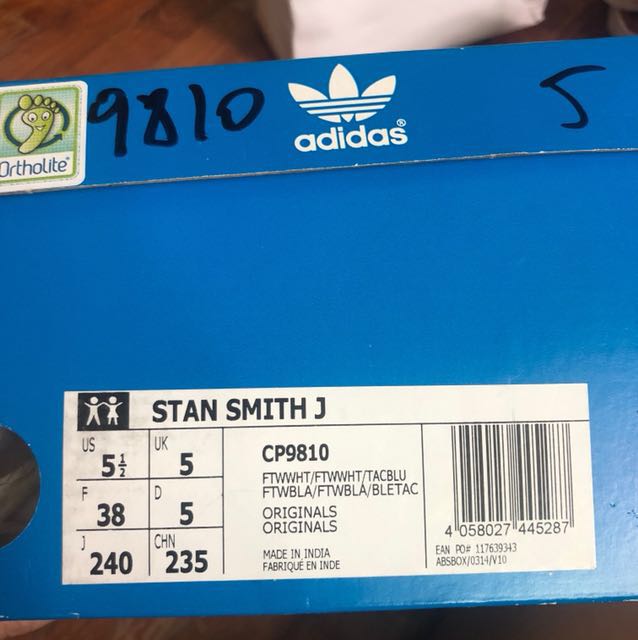 9810
adidas®
5
Ortholite®
STAN SMITH J
US 5½
UK 5
F 38
D 5
J 240
CHN 235
CP9810
FTWWHT/FTWWHT/TACBLU
FTWBLA/FTWBLA/BLETAC
ORIGINALS
ORIGINALS
MADE IN INDIA
FABRIQUÉ EN INDE
4 058027 445287
EAN PO# 117639343
ABSBOX/0314/V10